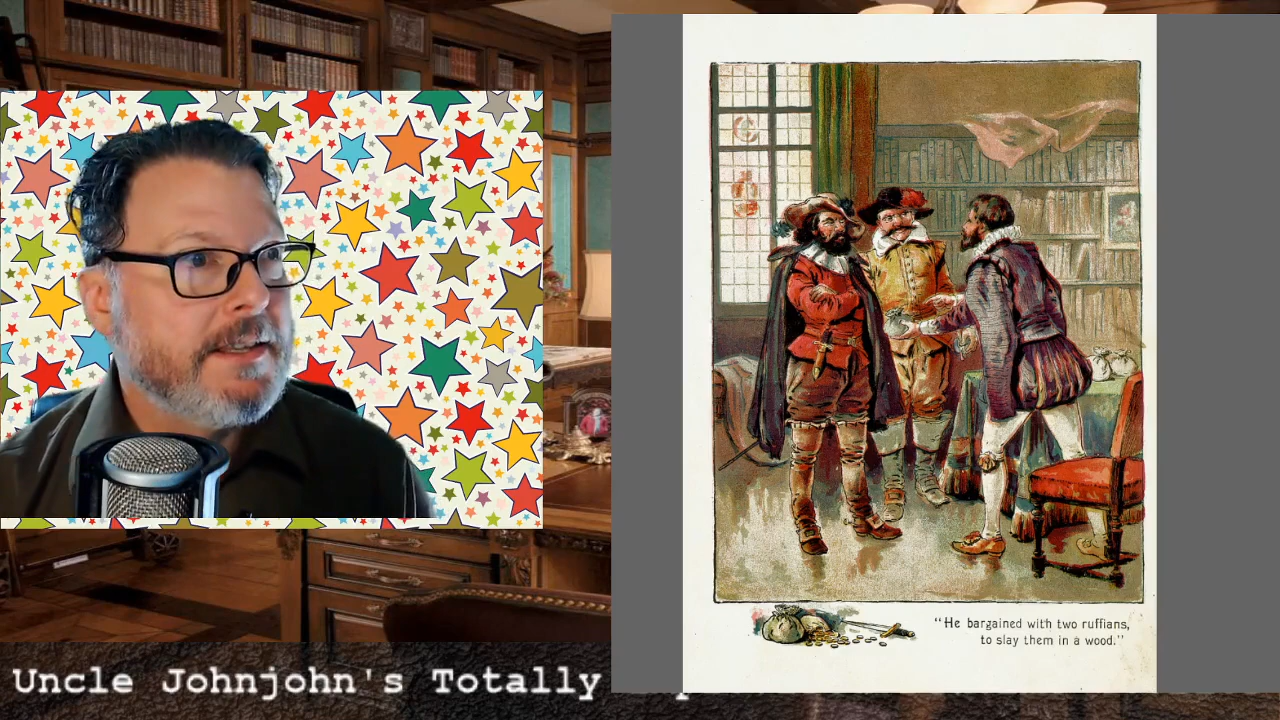 “He bargained with two ruffians,
to slay them in a wood.”
Uncle Johnjohn's Totally